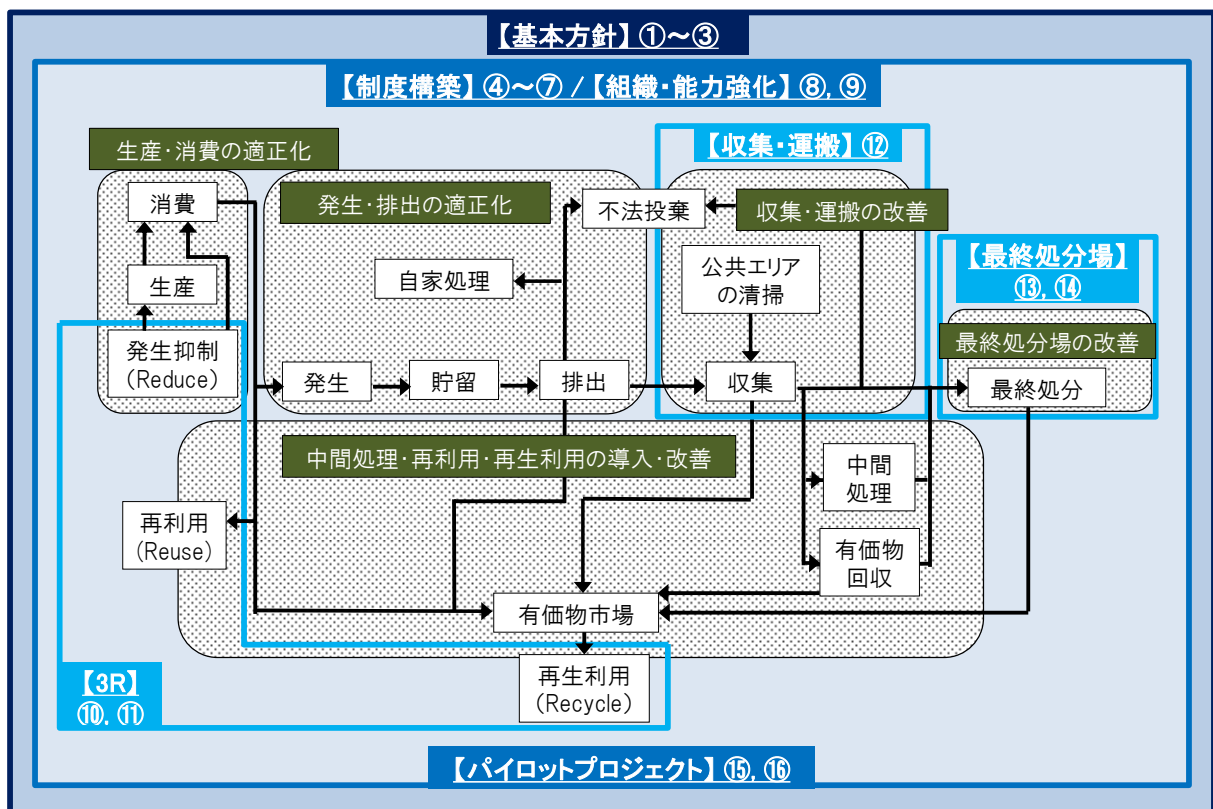 【基本方針】①～③
【制度構築】④～⑦ /【組織・能力強化】⑧, ⑨
生産・消費の適正化
【収集・運搬】⑫
消費
発生・排出の適正化
不法投棄
収集・運搬の改善
【最終処分場】
⑬, ⑭
自家処理
公共エリア
の清掃
生産
発生抑制
(Reduce)
最終処分場の改善
発生
貯留
排出
収集
最終処分
中間処理・再利用・再生利用の導入・改善
中間
処理
再利用
(Reuse)
有価物
回収
有価物市場
【3R】
⑩, ⑪
再生利用
(Recycle)
【パイロットプロジェクト】⑮, ⑯